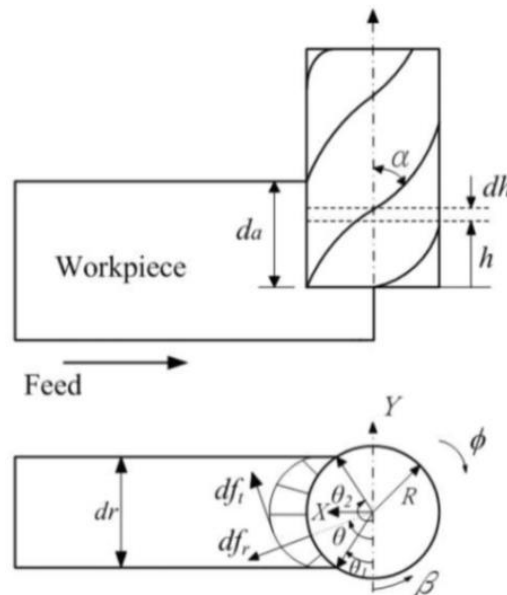 α
dh
da
h
Workpiece
Feed
Y
ϕ
dr
dft
θ2
R
X
dfr
θ
θ1
β